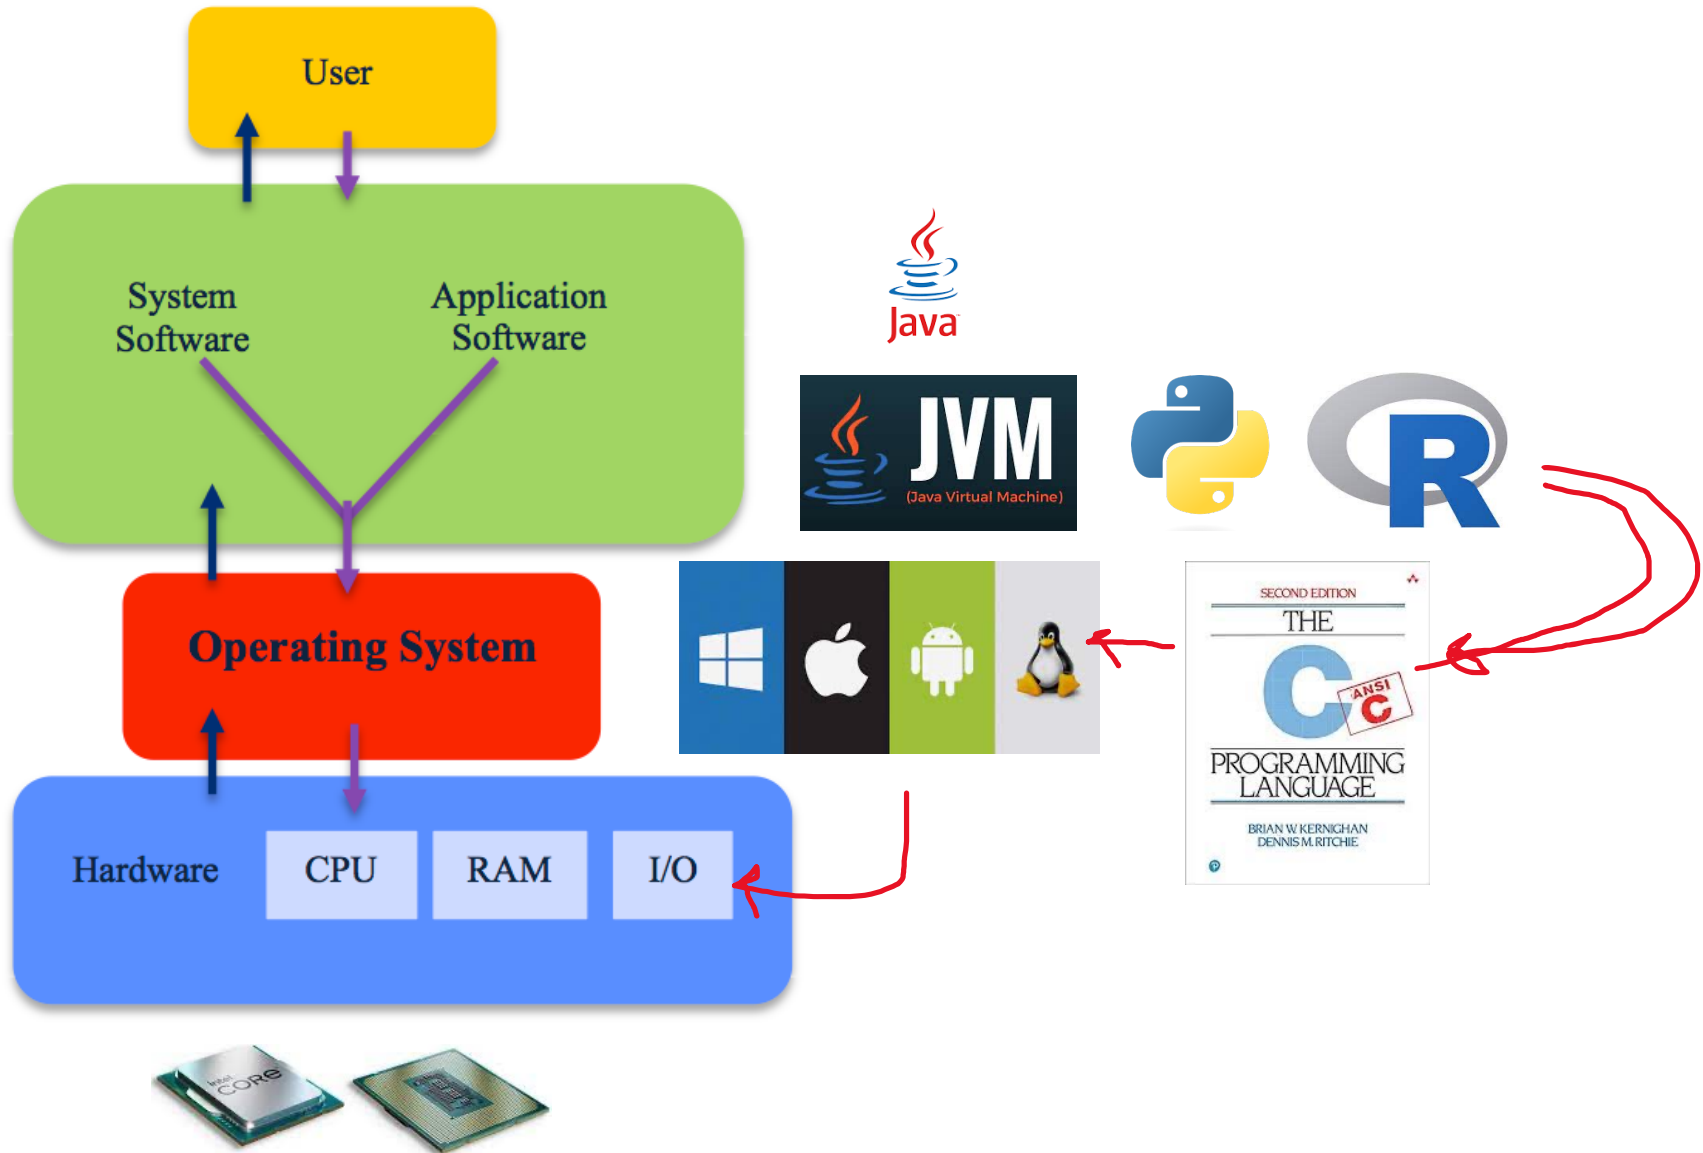 User
System
Software
Application
Software
Operating System
Hardware
CPU
RAM
I/O
intel
CORE
Java
JVM
(Java Virtual Machine)
R
SECOND EDITION
THE
C
ANSI
C
PROGRAMMING
LANGUAGE
BRIAN W. KERNIGHAN
DENNIS M. RITCHIE